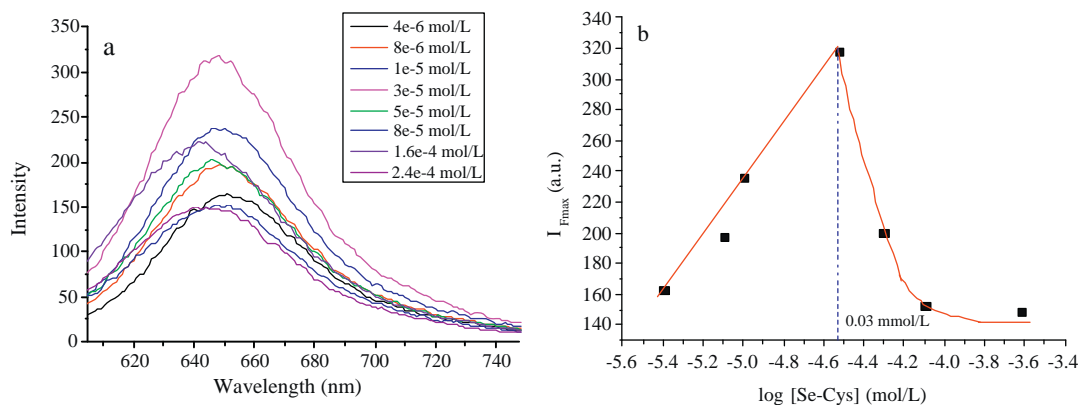 a
4e-6 mol/L
8e-6 mol/L
1e-5 mol/L
3e-5 mol/L
5e-5 mol/L
8e-5 mol/L
1.6e-4 mol/L
2.4e-4 mol/L
350
300
250
200
150
100
50
0
Intensity
620 640 660 680 700 720 740
Wavelength (nm)
b
340
320
300
280
260
240
220
200
180
160
140
I Fmax (a.u.)
0.03 mmol/L
-5.6 -5.4 -5.2 -5.0 -4.8 -4.6 -4.4 -4.2 -4.0 -3.8 -3.6 -3.4
log [Se-Cys] (mol/L)